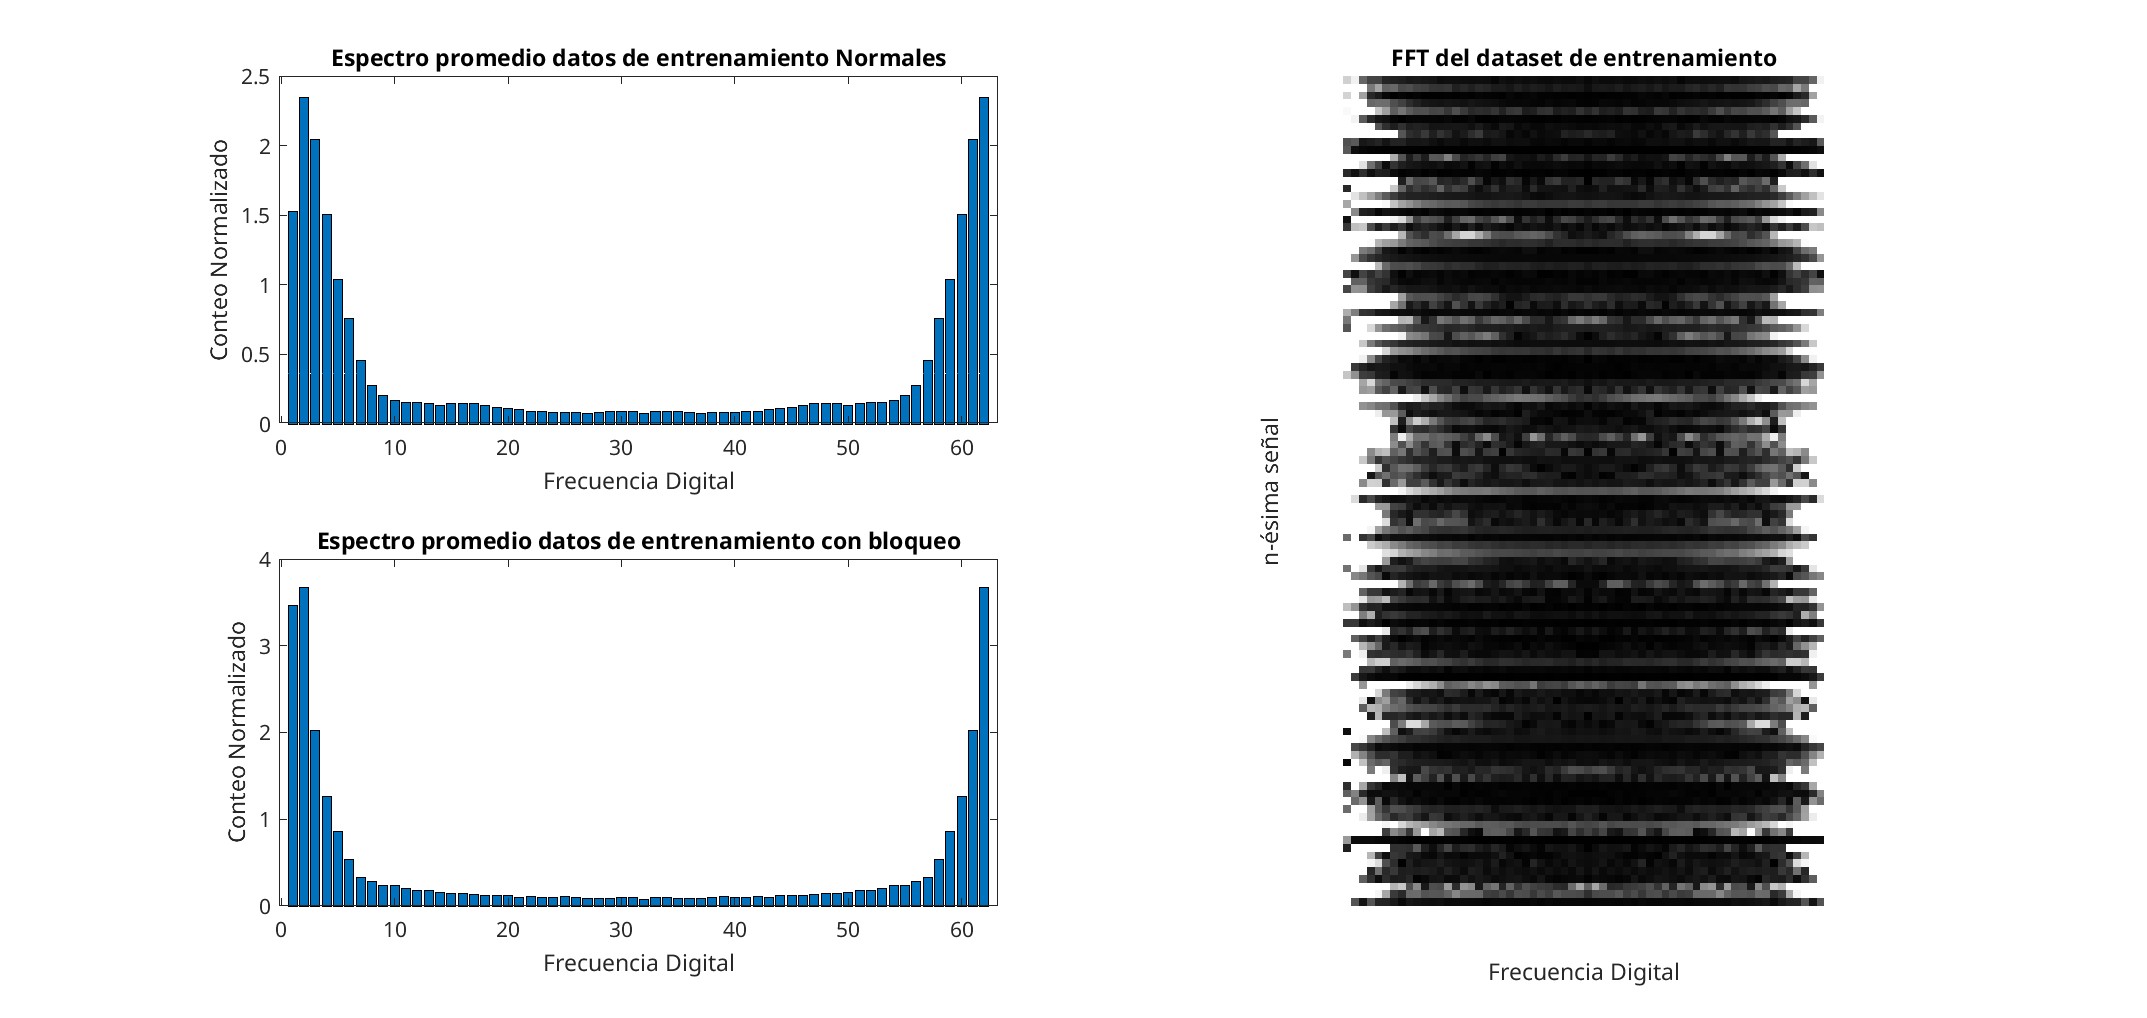 Espectro promedio datos de entrenamiento Normales
2.5
2
1.5
1
0.5
0
Conteo Normalizado
0 10 20 30 40 50 60
Frecuencia Digital
Espectro promedio datos de entrenamiento con bloqueo
4
3
2
1
0
Conteo Normalizado
0 10 20 30 40 50 60
Frecuencia Digital
FFT del dataset de entrenamiento
n-ésima señal
Frecuencia Digital